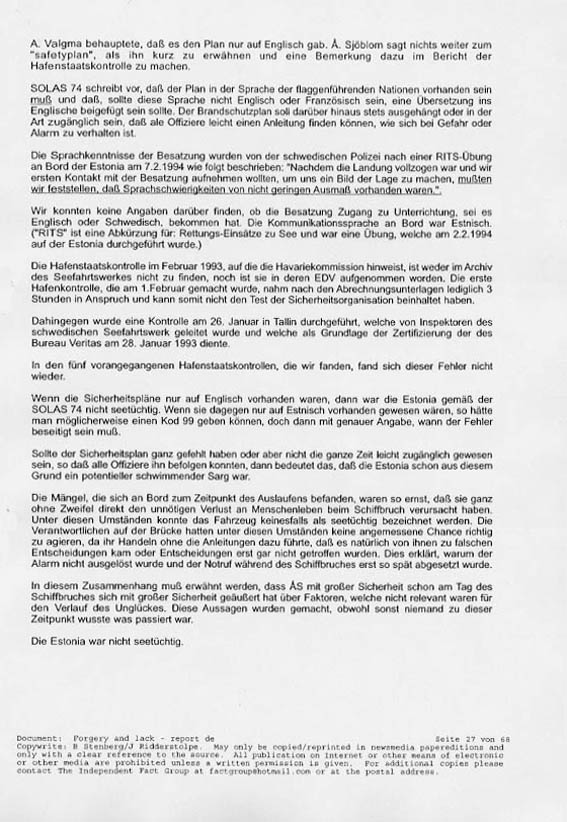 A. Valgma behauptete, daß es den Plan nur auf Englisch gab. Å. Sjöblom sagt nichts weiter zum
"safetyplan", als ihn kurz zu erwähnen und eine Bemerkung dazu im Bericht der
Hafenstaatskontrolle zu machen.
SOLAS 74 schreibt vor, daß der Plan in der Sprache der flaggenführenden Nationen vorhanden sein
muß und daß, sollte diese Sprache nicht Englisch oder Französisch sein, eine Übersetzung ins
Englische beigefügt sein sollte. Der Brandschutzplan soll darüber hinaus stets ausgehängt oder in der
Art zugänglich sein, daß ale Offiziere leicht einen Anleitung finden können, wie sich bei Gefahr oder
Alarm zu verhalten ist.
Die Sprachkenntnisse der Besatzung wurden von der schwedischen Polizei nach einer RITS-Übung
an Bord der Estonia am 7.2.1994 wie folgt beschrieben: "Nachdem die Landung vollzogen war und wir
ersten Kontakt mit der Besatzung aufnehmen wollten, um uns ein Bild der Lage zu machen, mußten
wir feststellen, daß Sprachschwierigkeiten von nicht geringen Ausmaß vorhanden waren.".
Wir konnten keine Angaben darüber finden, ob die Besatzung Zugang zu Unterrichtung, sei es
Englisch oder Schwedisch, bekommen hat. Die Kommunikationssprache an Bord war Estnisch.
("RITS" ist eine Abkürzung für: Rettungs-Einsätze zu See und war eine Übung, welche am 2.2.1994
auf der Estonia durchgeführt wurde.)
Die Hafenstaatskontrolle im Februar 1993, auf die die Havariekommission hinweist, ist weder im Archiv
des Seefahrtswerkes nicht zu finden, noch ist sie in deren EDV aufgenommen worden. Die erste
Hafenkontrolle, die am 1.Februar gemacht wurde, nahm nach den Abrechnungsunterlagen lediglich 3
Stunden in Anspruch und kann somit nicht den Test der Sicherheitsorganisation beinhaltet haben.
Dahingegen wurde eine Kontrolle am 26. Januar in Tallin durchgeführt, welche von Inspektoren des
schwedischen Seefahrtswerk geleitet wurde und welche als Grundlage der Zertifizierung der des
Bureau Veritas am 28. Januar 1993 diente.
In den fünf vorangegangenen Hafenstaatskontrollen, die wir fanden, fand sich dieser Fehler nicht
wieder.
Wenn die Sicherheitspläne nur auf Englisch vorhanden waren, dann war die Estonia gemäß der
SOLAS 74 nicht seetüchtig. Wenn sie dagegen nur auf Estnisch vorhanden gewesen wären, so hätte
man möglicherweise einen Kod 99 geben können, doch dann mit genauer Angabe, wann der Fehler
beseitigt sein muß.
Sollte der Sicherheitsplan ganz gefehlt haben oder aber nicht die ganze Zeit leicht zugänglich gewesen
sein, so daß alle Offiziere ihn befolgen konnten, dann bedeutet das, daß die Estonia schon aus diesem
Grund ein potentieller schwimmender Sarg war.
Die Mängel, die sich an Bord zum Zeitpunkt des Auslaufens befanden, waren so ernst, daß sie ganz
ohne Zweifel direkt den unnötigen Verlust an Menschenleben beim Schiffbruch verursacht haben.
Unter diesen Umständen konnte das Fahrzeug keinesfalls als seetüchtig bezeichnet werden. Die
Verantwortlichen auf der Brücke hatten unter diesen Umständen keine angemessene Chance richtig
zu agieren, da ihr Handeln ohne die Anleitungen dazu führte, daß es natürlich von ihnen zu falschen
Entscheidungen kam oder Entscheidungen erst gar nicht getroffen wurden. Dies erklärt, warum der
Alarm nicht ausgelöst wurde und der Notruf während des Schiffbruches erst so spät abgesetzt wurde.
In diesem Zusammenhang muß erwähnt werden, daß ÅS mit großer Sicherheit schon am Tag des
Schiffbruches sich mit großer Sicherheit geäußert hat über Faktoren, welche nicht relevant waren für
den Verlauf des Unglückes. Diese Aussagen wurden gemacht, obwohl sonst niemand zu dieser
Zeitpunkt wusste was passiert war.
Die Estonia war nicht seetüchtig.
Document: Forgery and lack - report de Seite 27 von 68
Copywrite: B Stenberg/J Ridderstolpe. May only be copied/reprinted in newsmedia papereditions and
only with a clear reference to the source. All publication on Internet or other means of electronic
or other media are prohibited unless a written permission is given. For additional copies please
contact The Independent Fact Group at factgroup@hotmail.com or at the postal address.